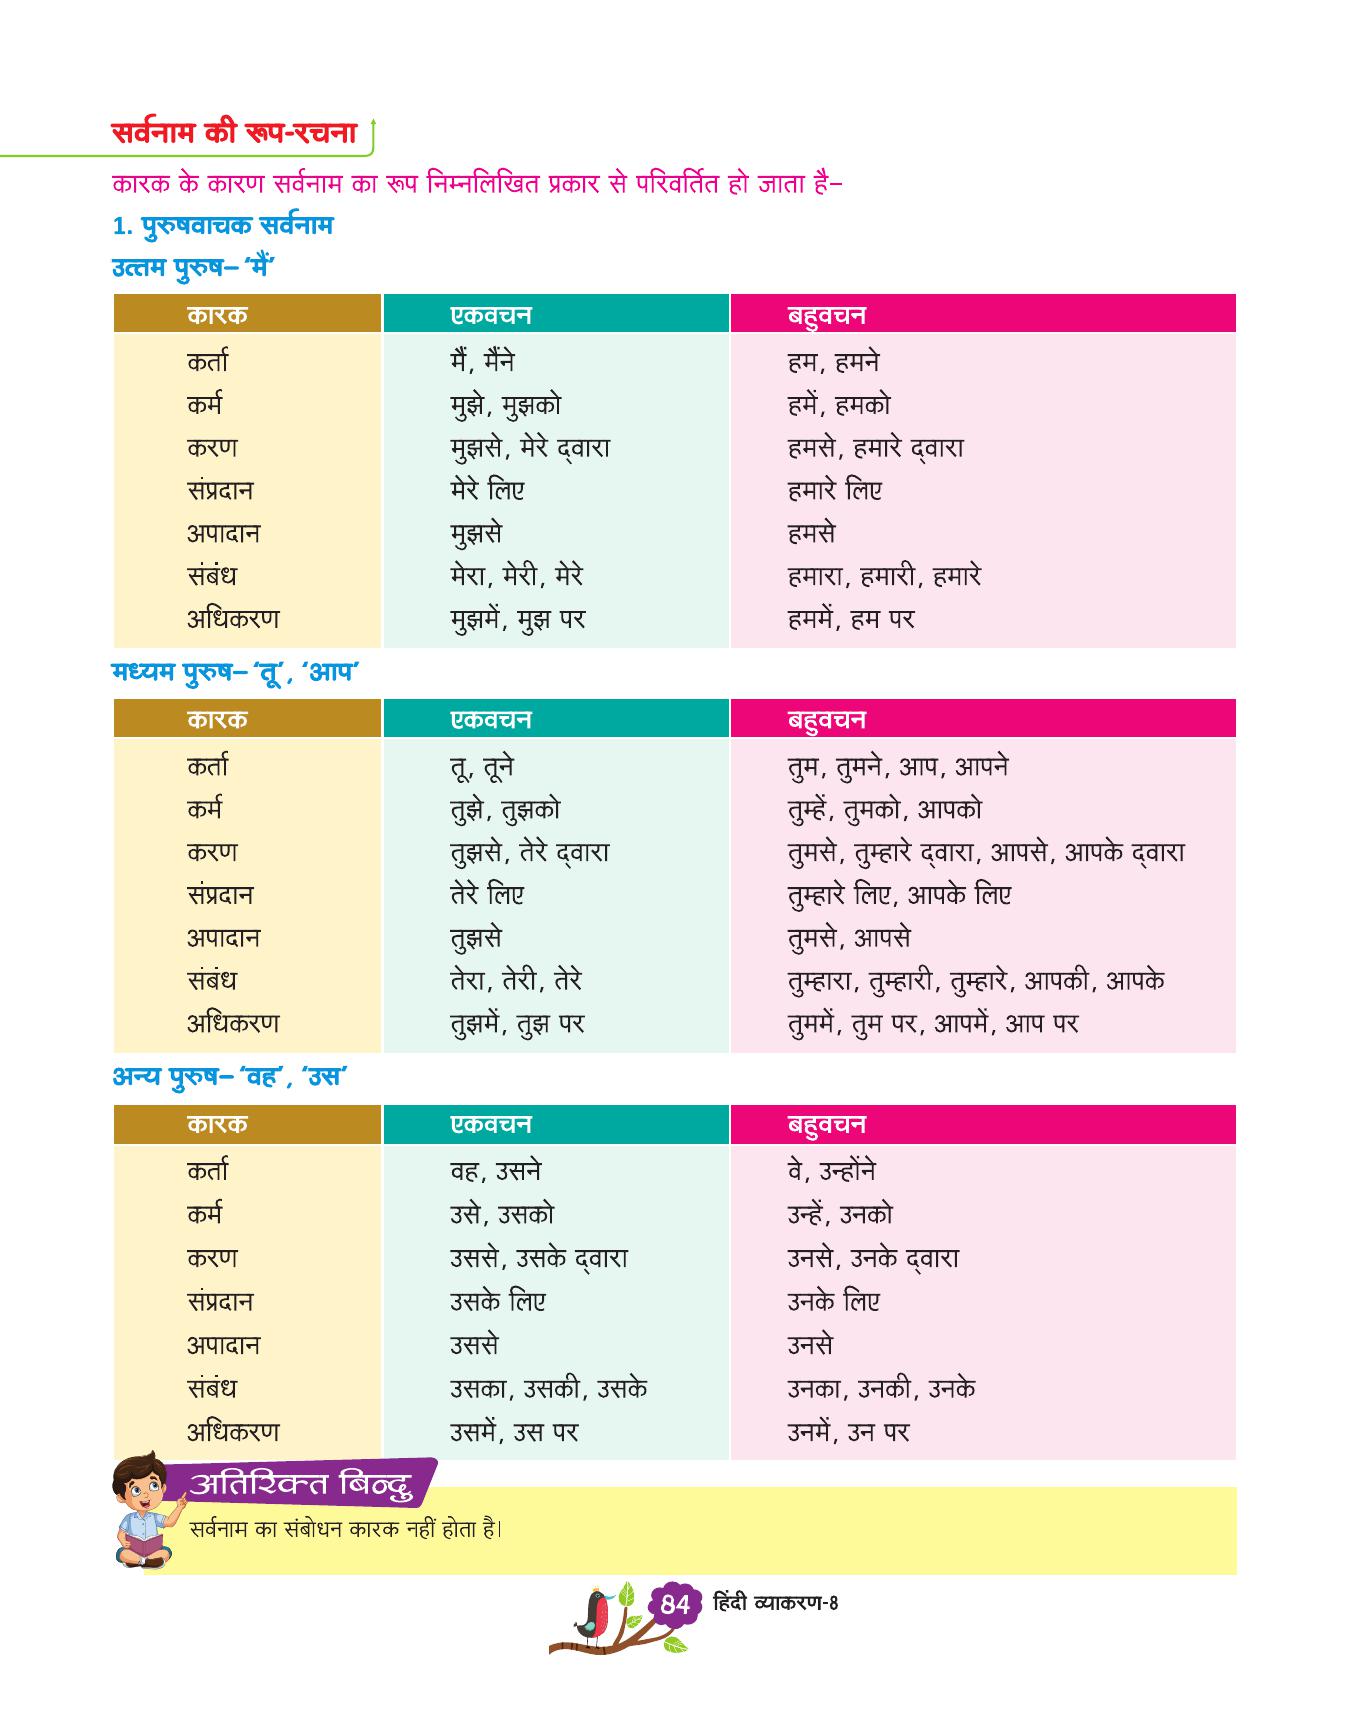 सर्वनाम की रूप-रचना
कारक के कारण सर्वनाम का रूप निम्नलिखित प्रकार से परिवर्तित हो जाता है–
1. पुरुषवाचक सर्वनाम
उत्तम पुरुष– ‘मैं’
कारक एकवचन बहुवचन
कर्ता मैं, मैंने हम, हमने
कर्म मुझे, मुझको हमें, हमको
करण मुझसे, मेरे द्‌वारा हमसे, हमारे द्‌वारा
संप्रदान मेरे लिए हमारे लिए
अपादान मुझसे हमसे
संबंध मेरा, मेरी, मेरे हमारा, हमारी, हमारे
अधिकरण मुझमें, मुझ पर हममें, हम पर
मध्यम पुरुष– ‘तू’, ‘आप’
कारक एकवचन बहुवचन
कर्ता तू, तूने तुम, तुमने, आप, आपने
कर्म तुझे, तुझको तुम्हें, तुमको, आपको
करण तुझसे, तेरे द्‌वारा तुमसे, तुम्हारे द्‌वारा, आपसे, आपके द्‌वारा
संप्रदान तेरे लिए तुम्हारे लिए, आपके लिए
अपादान तुझसे तुमसे, आपसे
संबंध तेरा, तेरी, तेरे तुम्हारा, तुम्हारी, तुम्हारे, आपकी, आपके
अधिकरण तुझमें, तुझ पर तुममें, तुम पर, आपमें, आप पर
अन्य पुरुष– ‘वह’, ‘उस’
कारक एकवचन बहुवचन
कर्ता वह, उसने वे, उन्होंने
कर्म उसे, उसको उन्हें, उनको
करण उससे, उसके द्‌वारा उनसे, उनके द्‌वारा
संप्रदान उसके लिए उनके लिए
अपादान उससे उनसे
संबंध उसका, उसकी, उसके उनका, उनकी, उनके
अधिकरण उसमें, उस पर उनमें, उन पर
अतिरिक्त बिन्दु
सर्वनाम का संबोधन कारक नहीं होता है।
84 हिंदी व्याकरण-8